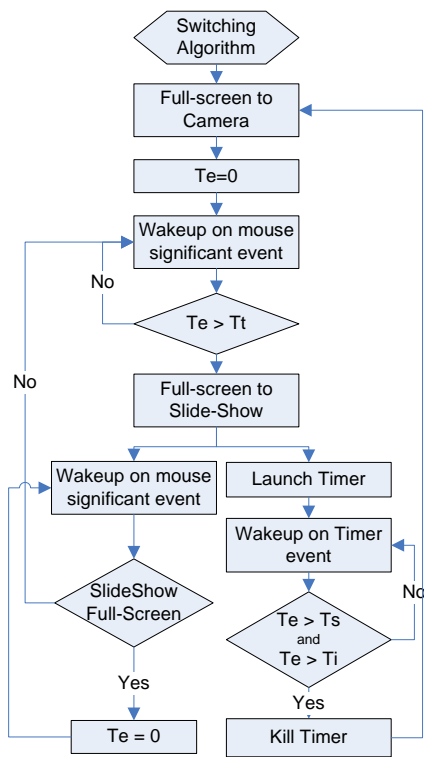 Switching
Algorithm
Full-screen to
Camera
Te=0
Wakeup on mouse
significant event
No
Te > Tt
No
Full-screen to
Slide-Show
Wakeup on mouse
significant event
SlideShow
Full-Screen
Yes
Te = 0
Launch Timer
Wakeup on Timer
event
No
Te > Ts
and
Te > Ti
Yes
Kill Timer